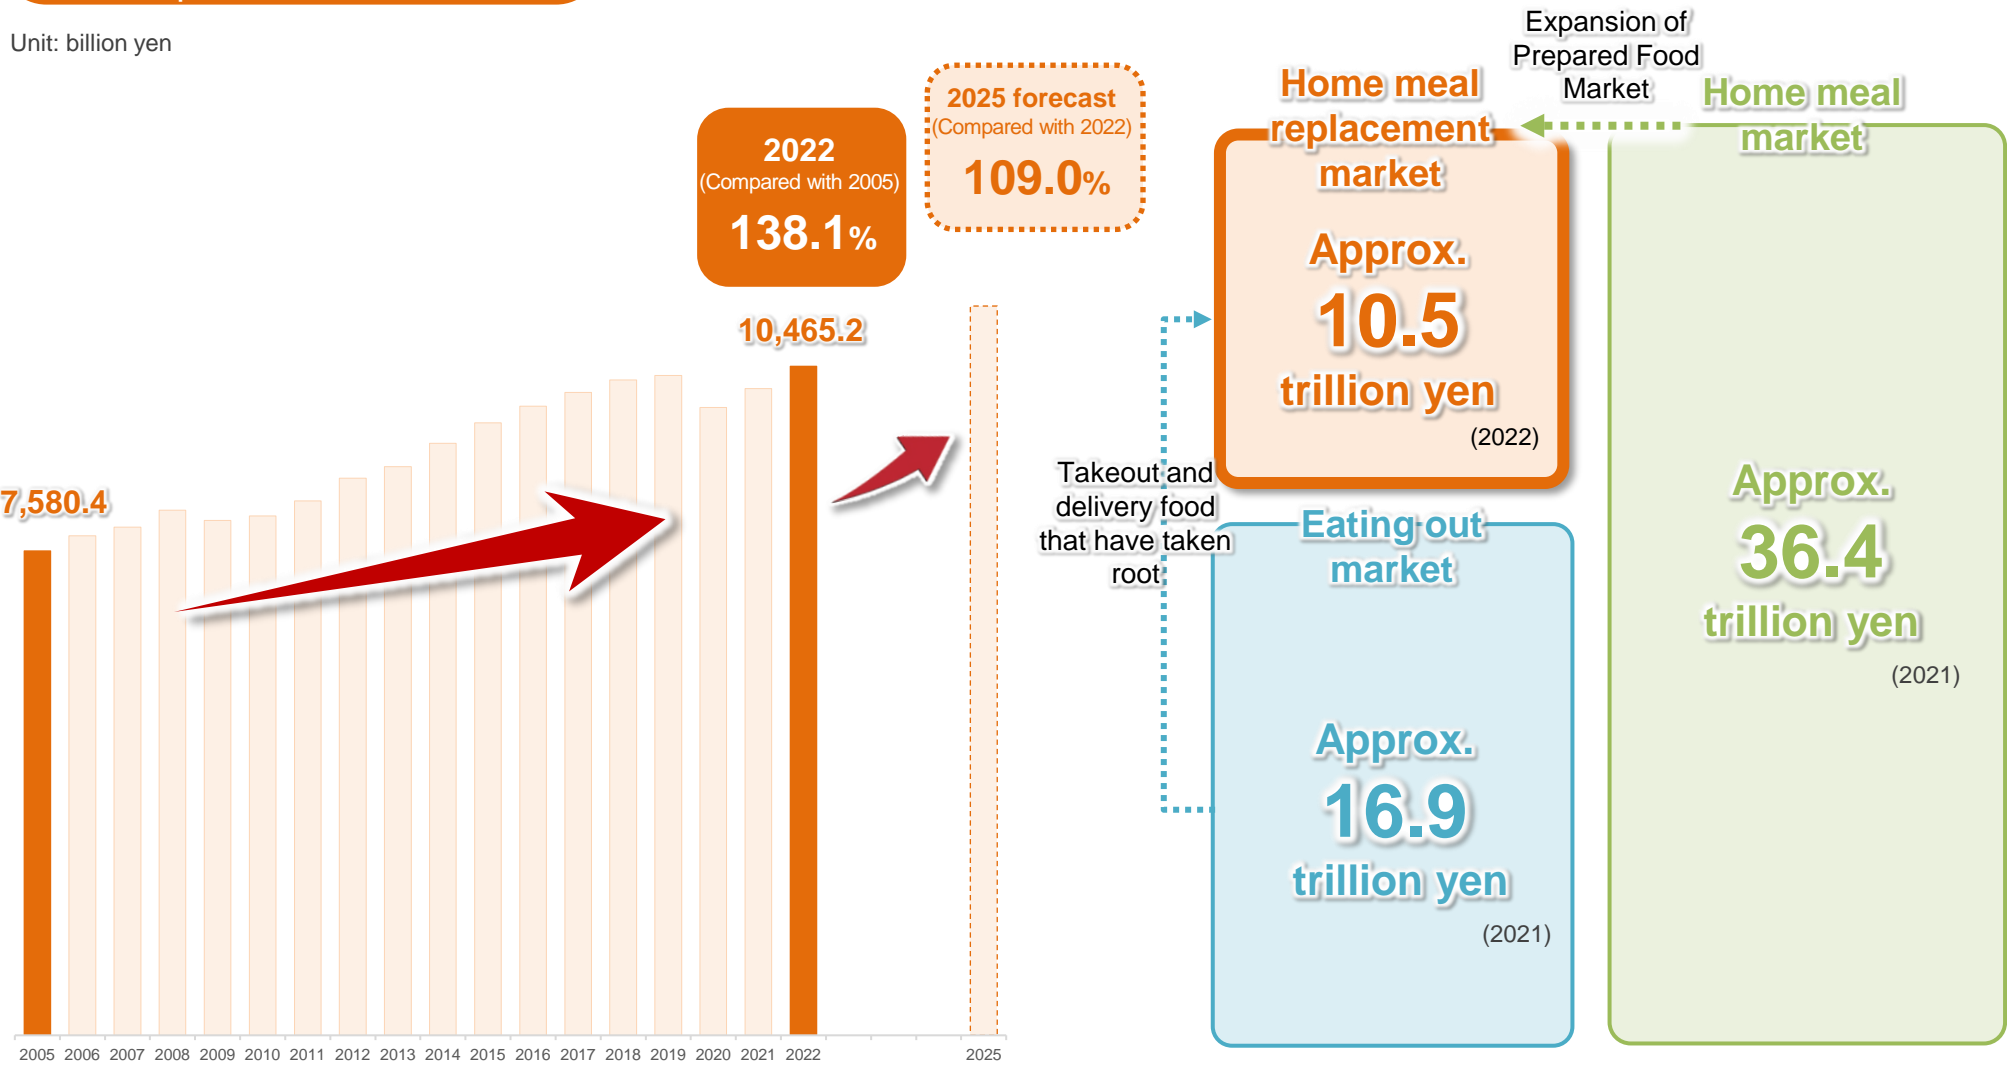 Unit: billion yen
7,580.4
2022
(Compared with 2005)
138.1%
10,465.2
2025 forecast
(Compared with 2022)
109.0%
2005 2006 2007 2008 2009 2010 2011 2012 2013 2014 2015 2016 2017 2018 2019 2020 2021 2022 2025
Expansion of
Prepared Food
Market
Home meal
replacement
market
Approx.
10.5
trillion yen
(2022)
Takeout and
delivery food
that have taken
root
Eating out
market
Approx.
16.9
trillion yen
(2021)
Home meal
market
Approx.
36.4
trillion yen
(2021)